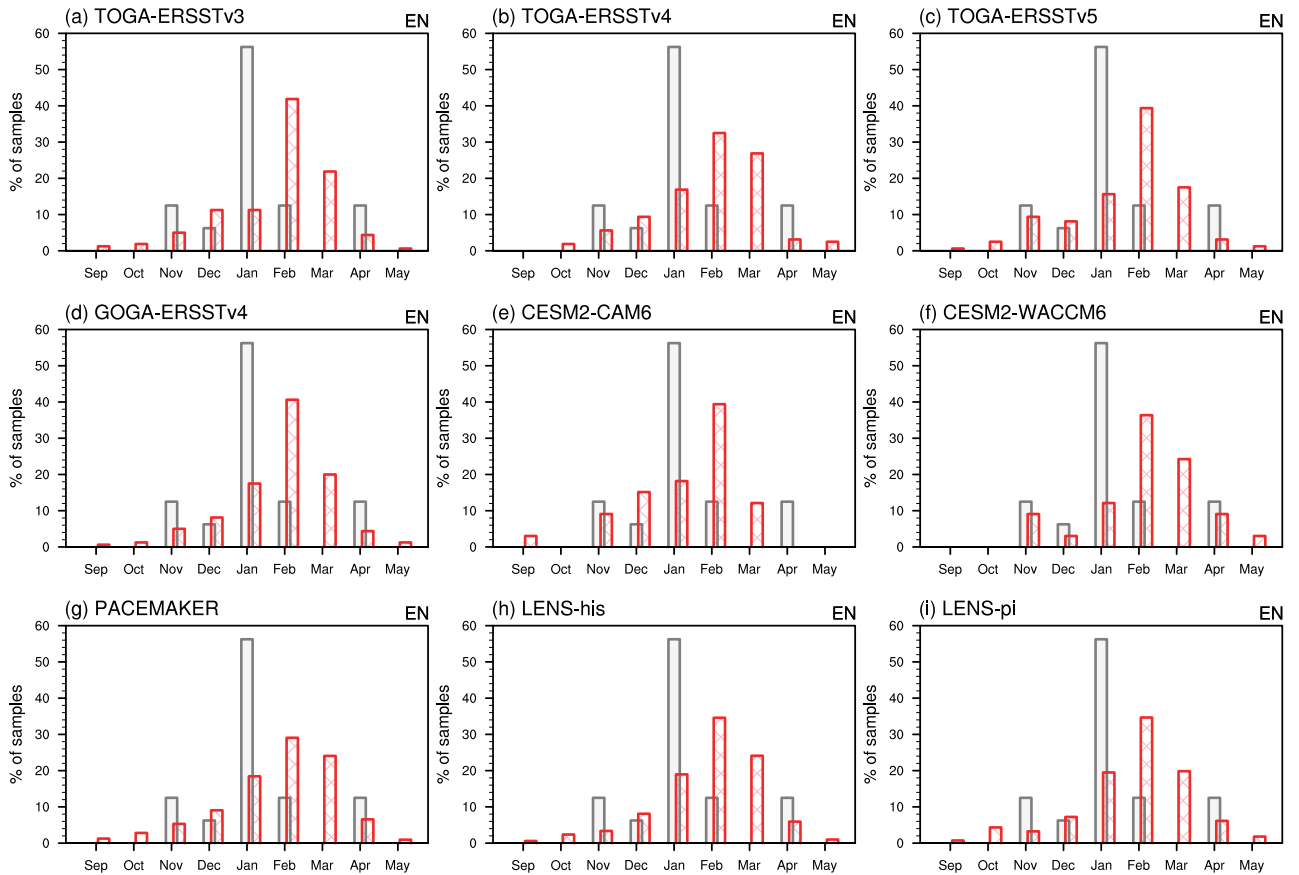 (a) TOGA-ERSSTv3 EN
% of samples
60
50
40
30
20
10
0
Sep Oct Nov Dec Jan Feb Mar Apr May
(b) TOGA-ERSSTv4 EN
% of samples
60
50
40
30
20
10
0
Sep Oct Nov Dec Jan Feb Mar Apr May
(c) TOGA-ERSSTv5 EN
% of samples
60
50
40
30
20
10
0
Sep Oct Nov Dec Jan Feb Mar Apr May
(d) GOGA-ERSSTv4 EN
% of samples
60
50
40
30
20
10
0
Sep Oct Nov Dec Jan Feb Mar Apr May
(e) CESM2-CAM6 EN
% of samples
60
50
40
30
20
10
0
Sep Oct Nov Dec Jan Feb Mar Apr May
(f) CESM2-WACCM6 EN
% of samples
60
50
40
30
20
10
0
Sep Oct Nov Dec Jan Feb Mar Apr May
(g) PACEMAKER EN
% of samples
60
50
40
30
20
10
0
Sep Oct Nov Dec Jan Feb Mar Apr May
(h) LENS-his EN
% of samples
60
50
40
30
20
10
0
Sep Oct Nov Dec Jan Feb Mar Apr May
(i) LENS-pi EN
% of samples
60
50
40
30
20
10
0
Sep Oct Nov Dec Jan Feb Mar Apr May